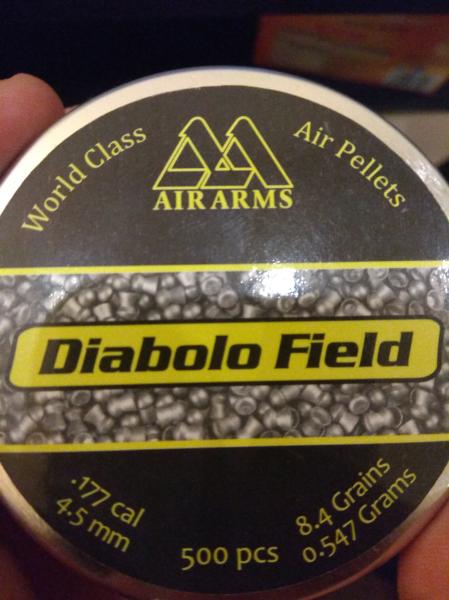 World Class
Air Pellets
AIR ARMS
Diabolo Field
.177 cal
4.5 mm
500 pcs
8.4 Grains
0.547 Grams